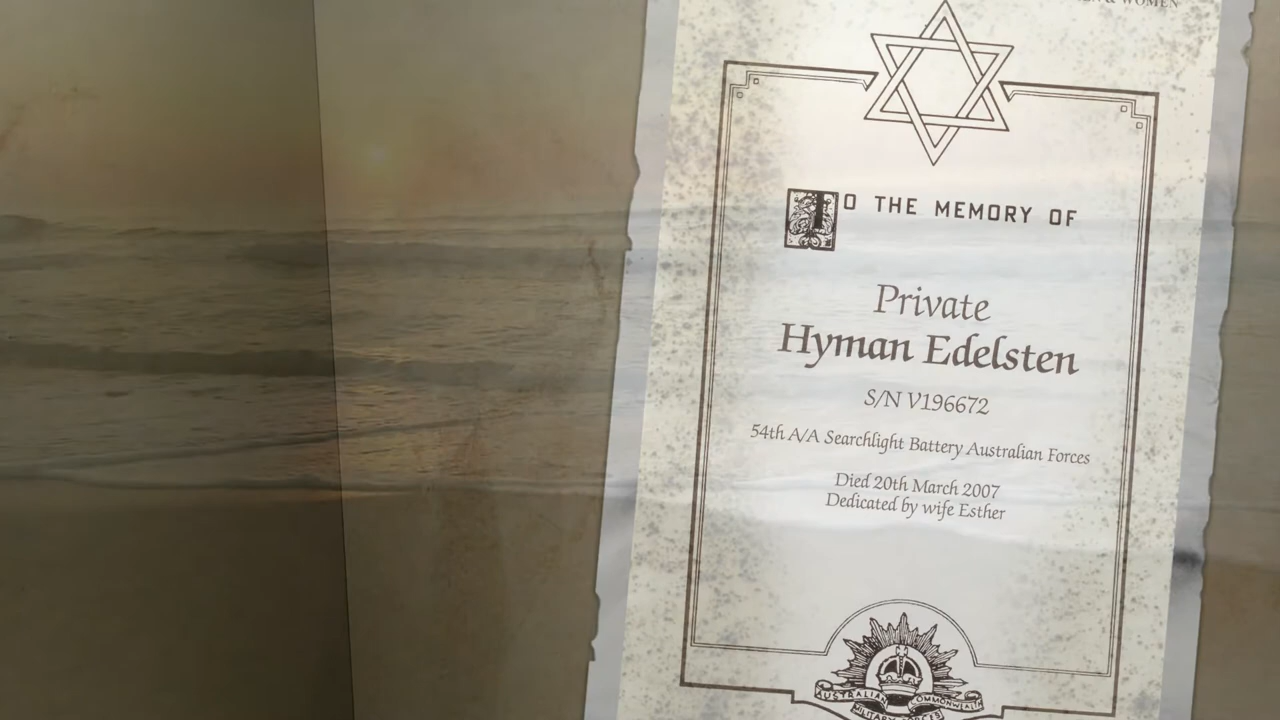 & WOMEN
TO THE MEMORY OF
Private
Hyman Edelsten
S/N V196672
54th A/A Searchlight Battery Australian Forces
Died 20th March 2007
Dedicated by wife Esther
AUSTRALIAN COMMONWEALTH
MILITARY FORCES